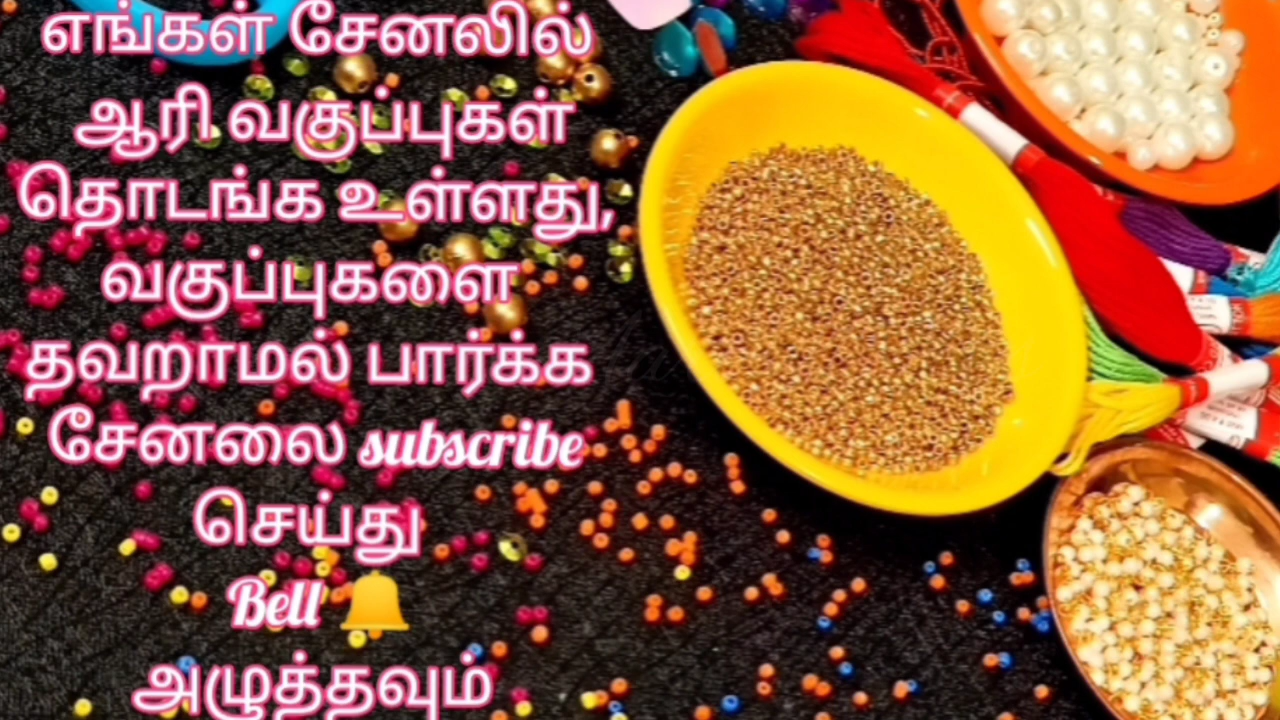 எங்கள் சேனலில்
ஆரி வகுப்புகள்
தொடங்க உள்ளது,
வகுப்புகளை
தவறாமல் பார்க்க
சேனலை subscribe
செய்து
Bell 🔔
அழுத்தவும்